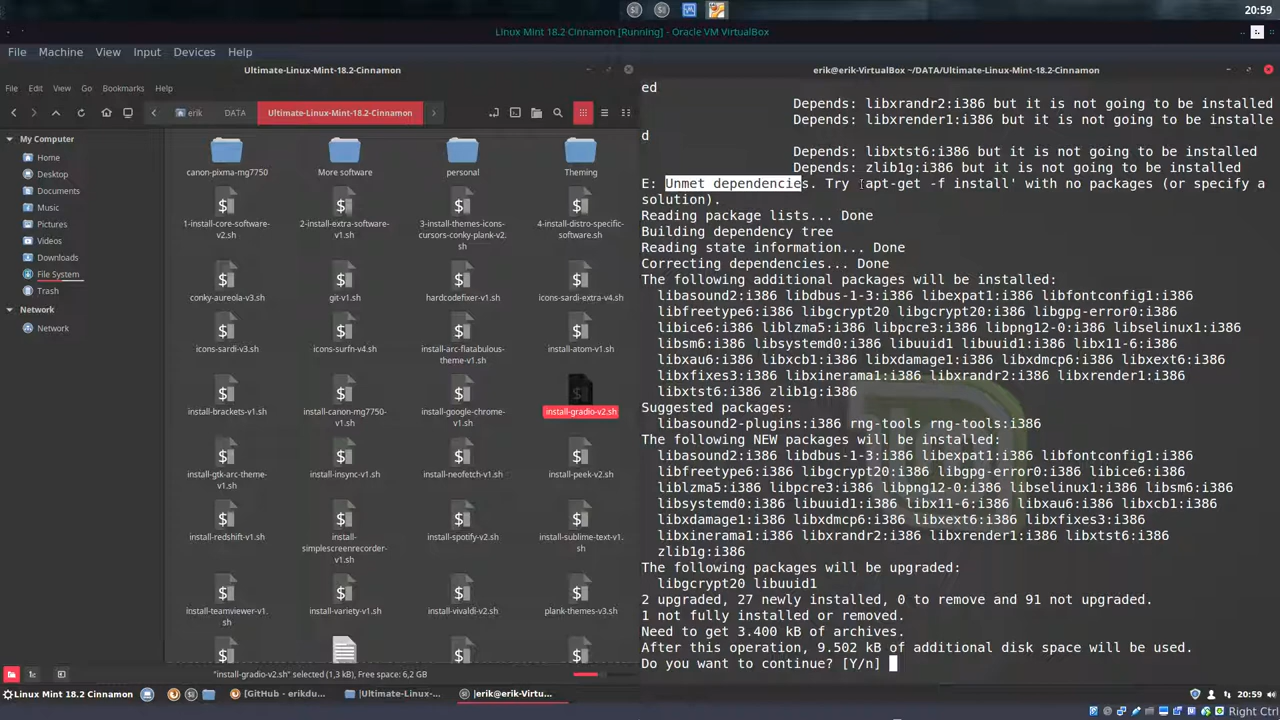 20:59
Linux Mint 18.2 Cinnamon [Running] - Oracle VM VirtualBox
File Machine View Input Devices Help
Ultimate-Linux-Mint-18.2-Cinnamon
File Edit View Go Bookmarks Help
erik DATA Ultimate-Linux-Mint-18.2-Cinnamon
My Computer
Home
Desktop
Documents
Music
Pictures
Videos
Downloads
File System
Trash
Network
Network
canon-pixma-mg7750 More software personal Theming
1-install-core-software-v2.sh
2-install-extra-software-v1.sh
3-install-themes-icons-cursors-conky-plank-v2.sh
4-distro-specific-software.sh
conky-aureola-v3.sh git-v1.sh hardcodefixer-v1.sh icons-sardi-extra-v4.sh
icons-sardi-v3.sh icons-surfn-v4.sh
install-arc-flatabulous-theme-v1.sh
install-atom-v1.sh
install-brackets-v1.sh
install-canon-mg7750-v1.sh
install-google-chrome-v1.sh
install-gradio-v2.sh
install-gtk-arc-theme-v1.sh
install-insync-v1.sh install-neofetch-v1.sh install-peek-v2.sh
install-redshift-v1.sh
install-simplescreenrecorder-v1.sh
install-spotify-v2.sh
install-sublime-text-v1.sh
install-teamviewer-v1.sh
install-variety-v1.sh install-vivaldi-v2.sh plank-themes-v3.sh
"install-gradio-v2.sh" selected (1,3 kB), Free space: 6,2 GB
erik@erik-VirtualBox ~/DATA/Ultimate-Linux-Mint-18.2-Cinnamon
ed
Depends: libxrandr2:i386 but it is not going to be installed
Depends: libxrender1:i386 but it is not going to be installe
d
Depends: libxtst6:i386 but it is not going to be installed
Depends: zlib1g:i386 but it is not going to be installed
E: Unmet dependencies. Try 'apt-get -f install' with no packages (or specify a
solution).
Reading package lists... Done
Building dependency tree
Reading state information... Done
Correcting dependencies... Done
The following additional packages will be installed:
libasound2:i386 libdbus-1-3:i386 libexpat1:i386 libfontconfig1:i386
libfreetype6:i386 libgcrypt20 libgcrypt20:i386 libgpg-error0:i386
libice6:i386 liblzma5:i386 libpcre3:i386 libpng12-0:i386 libselinux1:i386
libsm6:i386 libsystemd0:i386 libuuid1 libuuid1:i386 libx11-6:i386
libxau6:i386 libxcb1:i386 libxdamage1:i386 libxdmcp6:i386 libxext6:i386
libxfixes3:i386 libxinerama1:i386 libxrandr2:i386 libxrender1:i386
libxtst6:i386 zlib1g:i386
Suggested packages:
libasound2-plugins:i386 rng-tools rng-tools:i386
The following NEW packages will be installed:
libasound2:i386 libdbus-1-3:i386 libexpat1:i386 libfontconfig1:i386
libfreetype6:i386 libgcrypt20:i386 libgpg-error0:i386 libice6:i386
liblzma5:i386 libpcre3:i386 libpng12-0:i386 libselinux1:i386 libsm6:i386
libsystemd0:i386 libuuid1:i386 libx11-6:i386 libxau6:i386 libxcb1:i386
libxdamage1:i386 libxdmcp6:i386 libxext6:i386 libxfixes3:i386
libxinerama1:i386 libxrandr2:i386 libxrender1:i386 libxtst6:i386
zlib1g:i386
The following packages will be upgraded:
libgcrypt20 libuuid1
2 upgraded, 27 newly installed, 0 to remove and 91 not upgraded.
1 not fully installed or removed.
Need to get 3.400 kB of archives.
After this operation, 9.502 kB of additional disk space will be used.
Do you want to continue? [Y/n]
Linux Mint 18.2 Cinnamon [GitHub - erikdu... |Ultimate-Linux-... |erik@erik-Virtu... 20:59
Right Ctrl